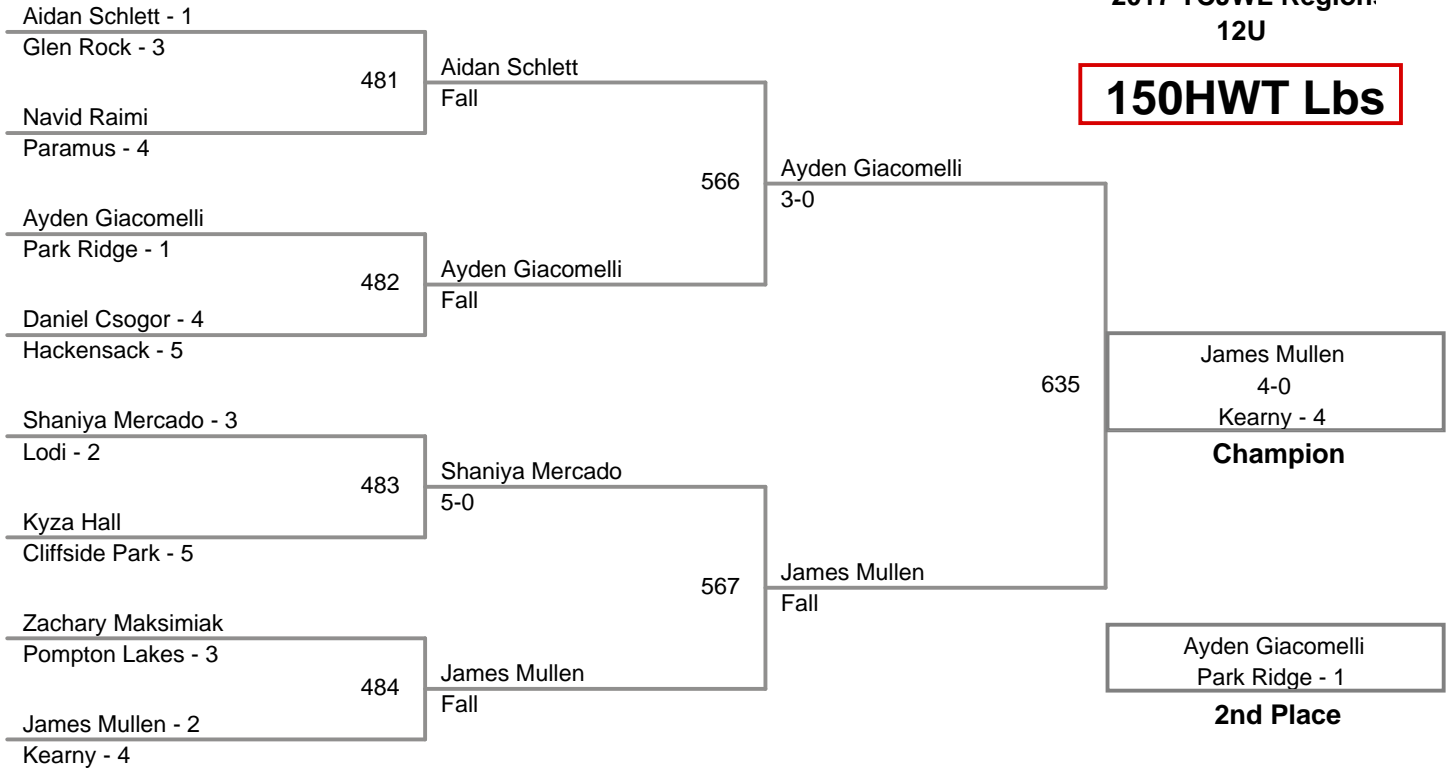 2017 TCJWL Regions
12U
150HWT Lbs
Aidan Schlett - 1
Glen Rock - 3
481
Navid Raimi
Paramus - 4
Aidan Schlett
Fall
Ayden Giacomelli
Park Ridge - 1
482
Daniel Csogor - 4
Hackensack - 5
Ayden Giacomelli
Fall
566
Ayden Giacomelli
3-0
Shaniya Mercado - 3
Lodi - 2
483
Kyza Hall
Cliffside Park - 5
Shaniya Mercado
5-0
Zachary Maksimiak
Pompton Lakes - 3
484
James Mullen - 2
Kearny - 4
James Mullen
Fall
567
James Mullen
Fall
635
James Mullen
4-0
Kearny - 4
Champion
Ayden Giacomelli
Park Ridge - 1
2nd Place